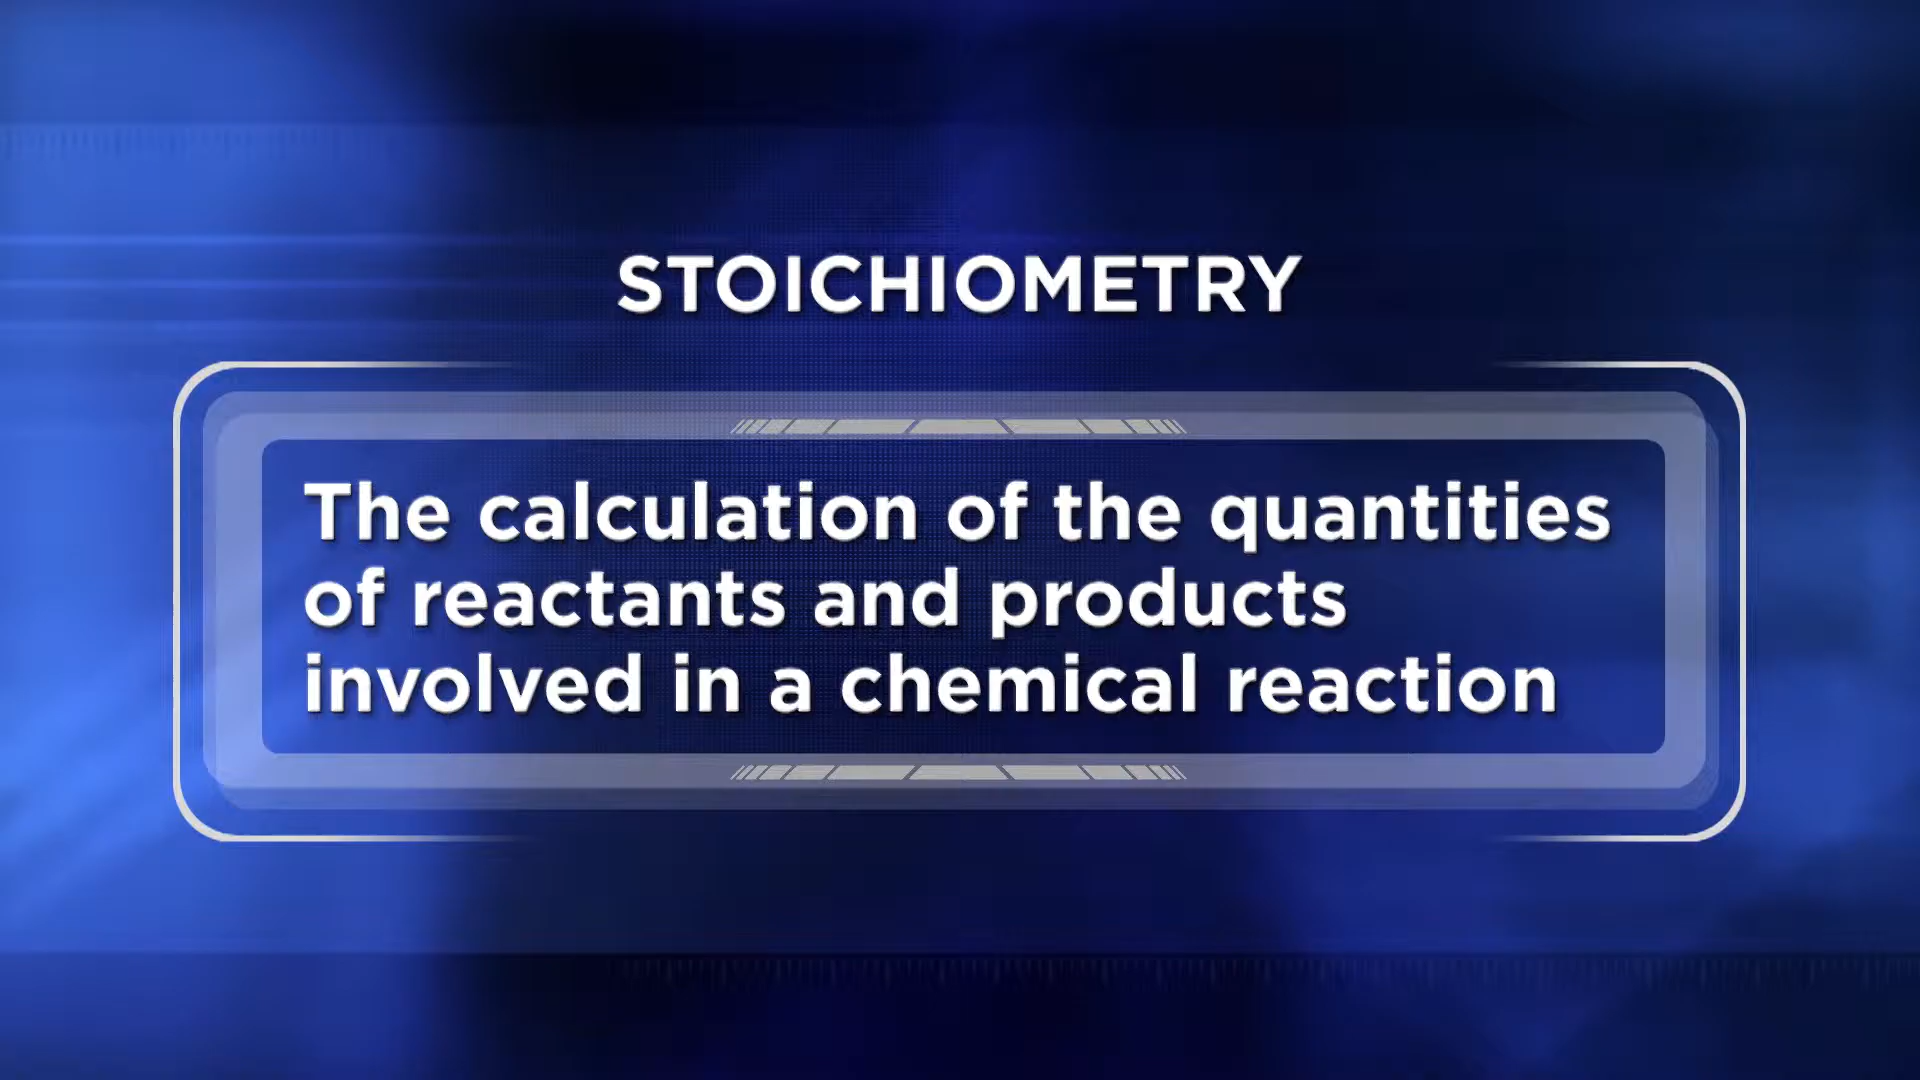 STOICHIOMETRY
The calculation of the quantities
of reactants and products
involved in a chemical reaction